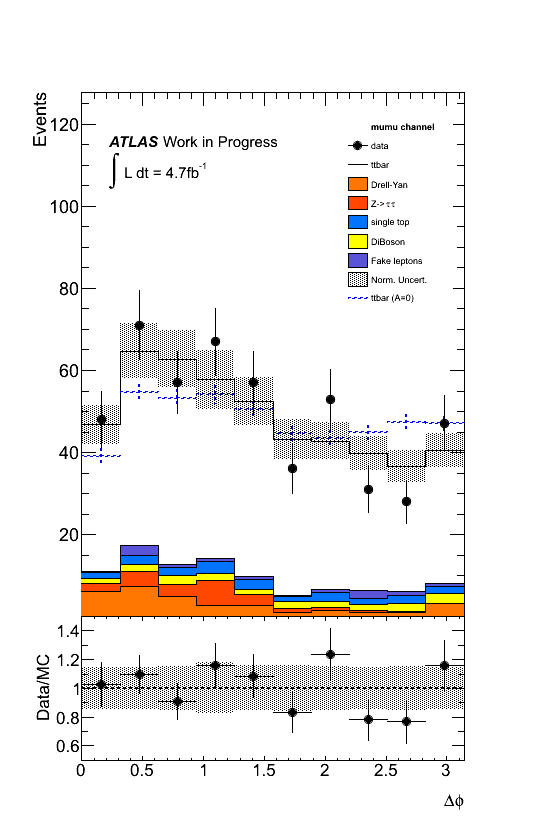 Events
120
100
80
60
40
20
ATLAS Work in Progress
∫ L dt = 4.7fb⁻¹
mumu channel
data
ttbar
Drell-Yan
Z->ττ
single top
DiBoson
Fake leptons
Norm. Uncert.
ttbar (A=0)
Data/MC
1.4
1.2
1
0.8
0.6
0 0.5 1 1.5 2 2.5 3
Δϕ